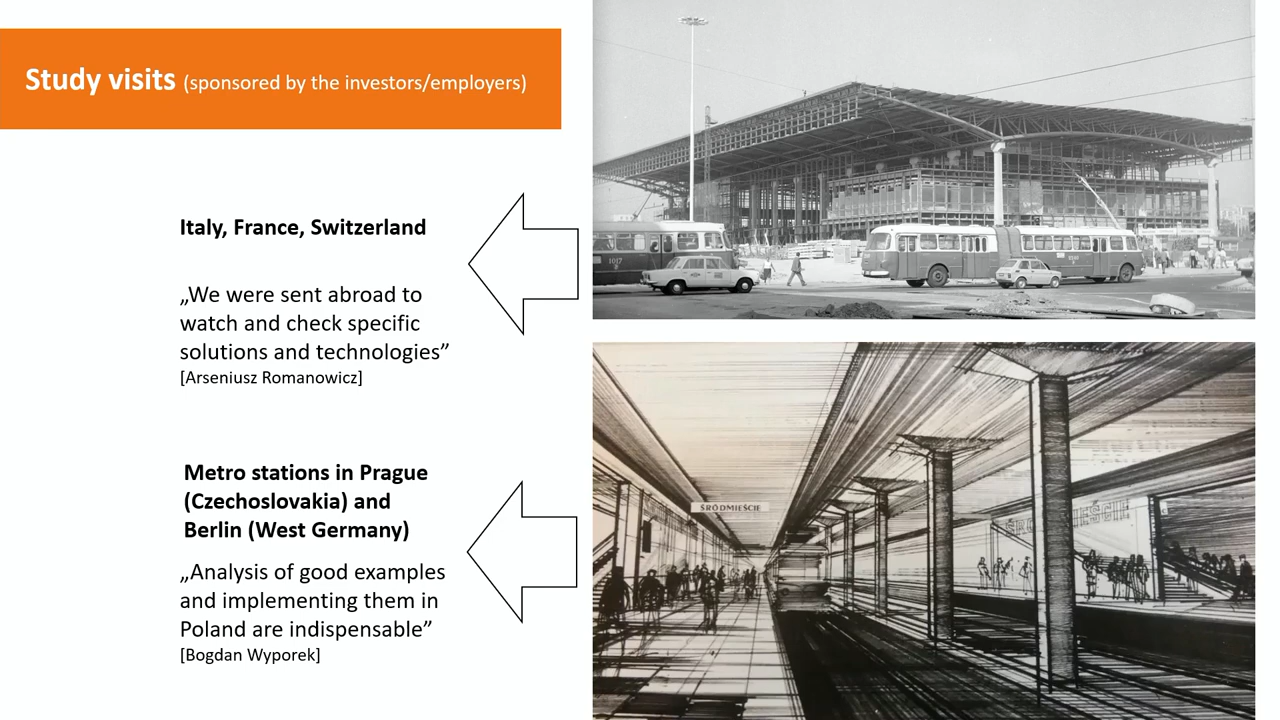 Study visits (sponsored by the investors/employers)
Italy, France, Switzerland
„We were sent abroad to
watch and check specific
solutions and technologies”
[Arseniusz Romanowicz]
Metro stations in Prague
(Czechoslovakia) and
Berlin (West Germany)
„Analysis of good examples
and implementing them in
Poland are indispensable”
[Bogdan Wyporek]
1017
ŚRÓDMIEŚCIE
ŚRÓDMIEŚCIE